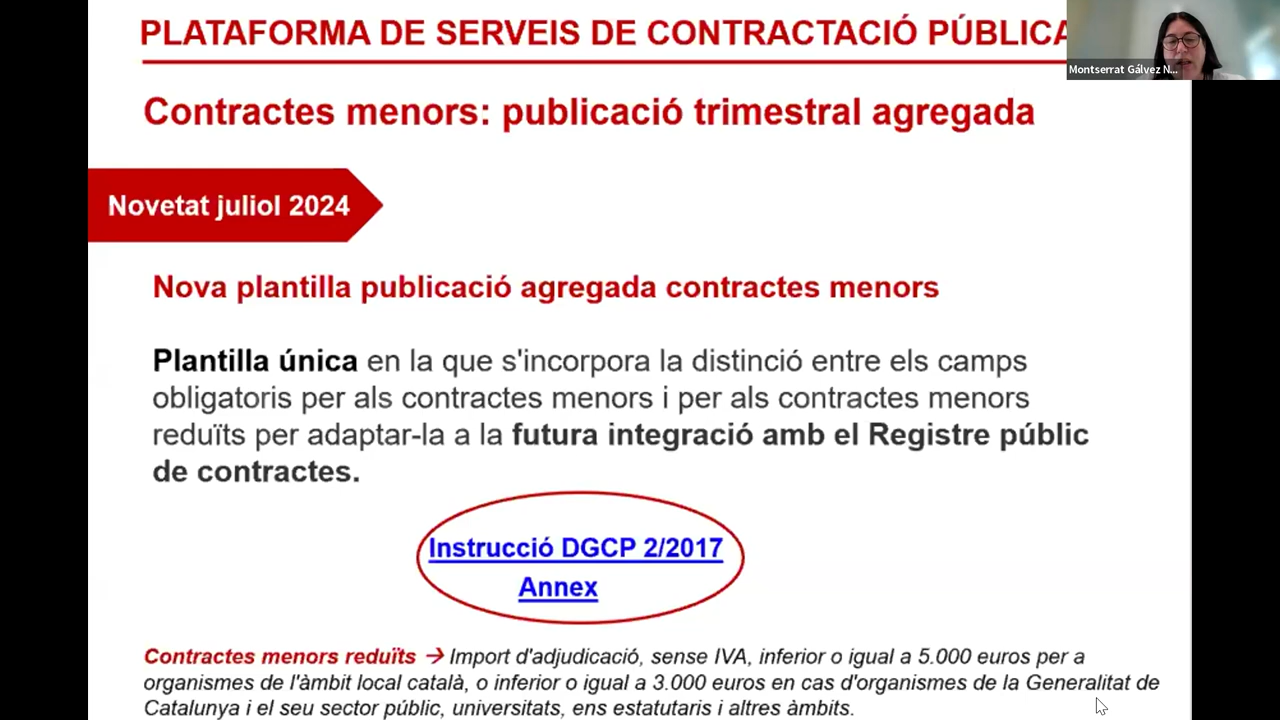 PLATAFORMA DE SERVEIS DE CONTRACTACIÓ PÚBLICA
Montserrat Gálvez N...
Contractes menors: publicació trimestral agregada
Novetat juliol 2024
Nova plantilla publicació agregada contractes menors
Plantilla única en la que s'incorpora la distinció entre els camps
obligatoris per als contractes menors i per als contractes menors
reduïts per adaptar-la a la futura integració amb el Registre públic
de contractes.
Instrucció DGCP 2/2017
Annex
Contractes menors reduïts → Import d'adjudicació, sense IVA, inferior o igual a 5.000 euros per a
organismes de l'àmbit local català, o inferior o igual a 3.000 euros en cas d'organismes de la Generalitat de
Catalunya i el seu sector públic, universitats, ens estatutaris i altres àmbits.